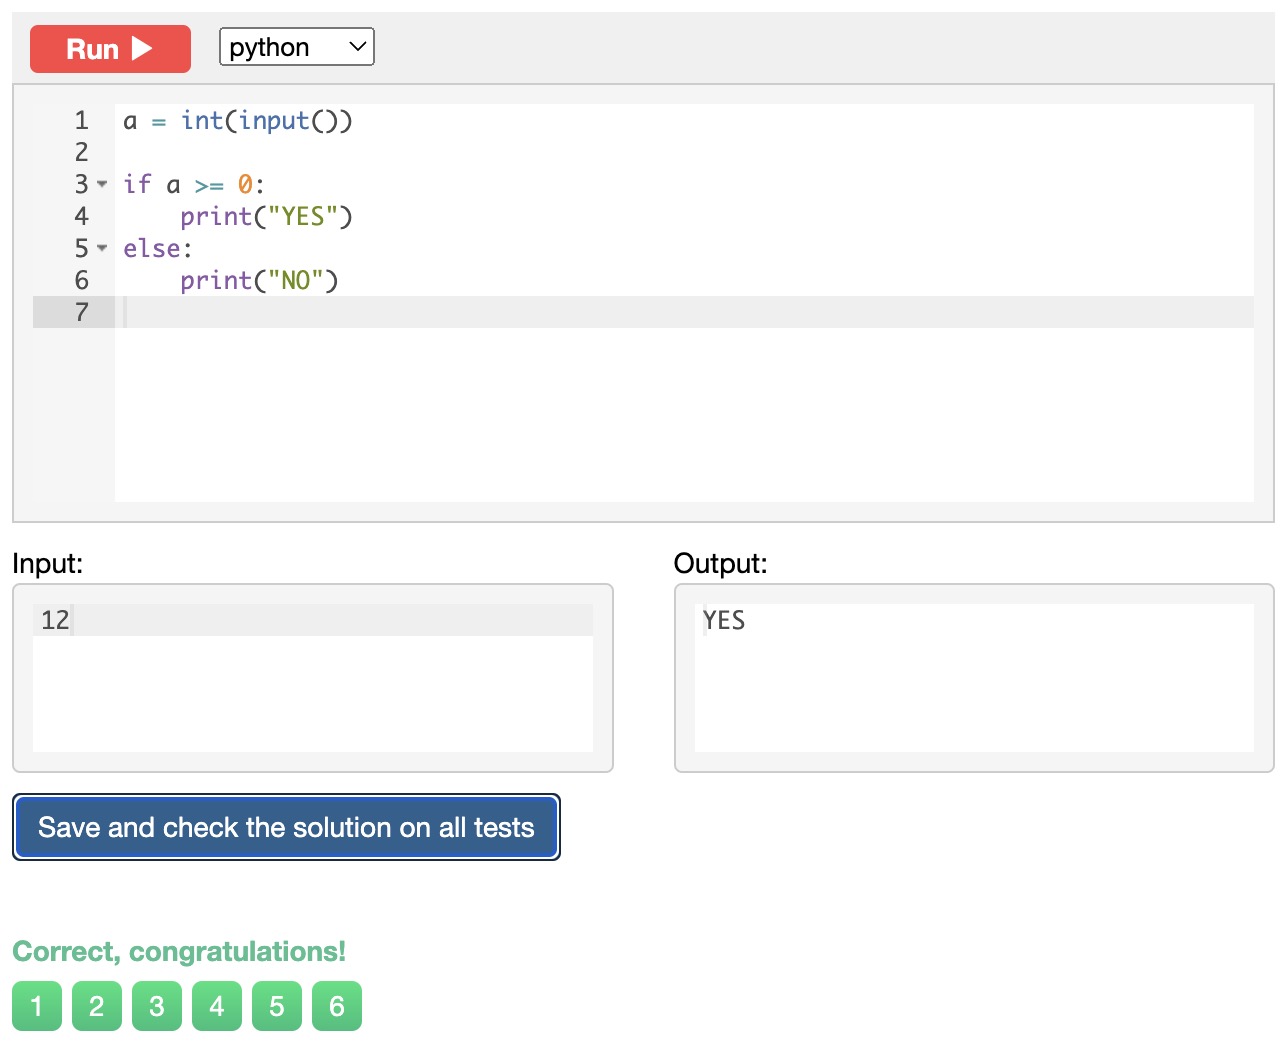 Run
python
1 a = int(input())
2
3 if a >= 0:
4     print("YES")
5 else:
6     print("NO")
7
Input:
Output:
12
YES
Save and check the solution on all tests
Correct, congratulations!
1 2 3 4 5 6